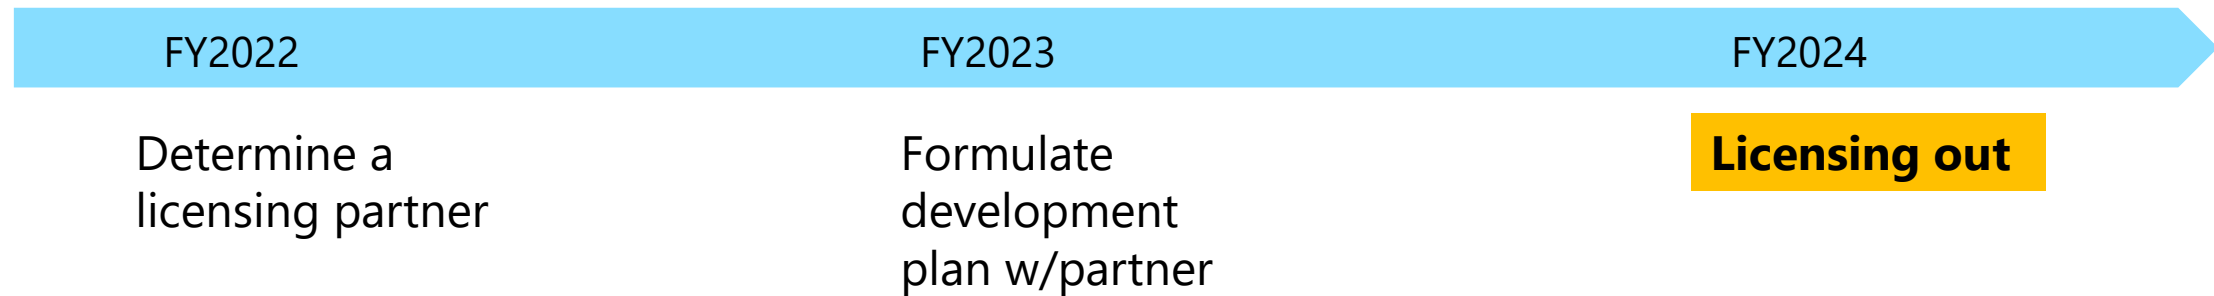 FY2022
FY2023
FY2024
Determine a
licensing partner
Formulate
development
plan w/partner
Licensing out